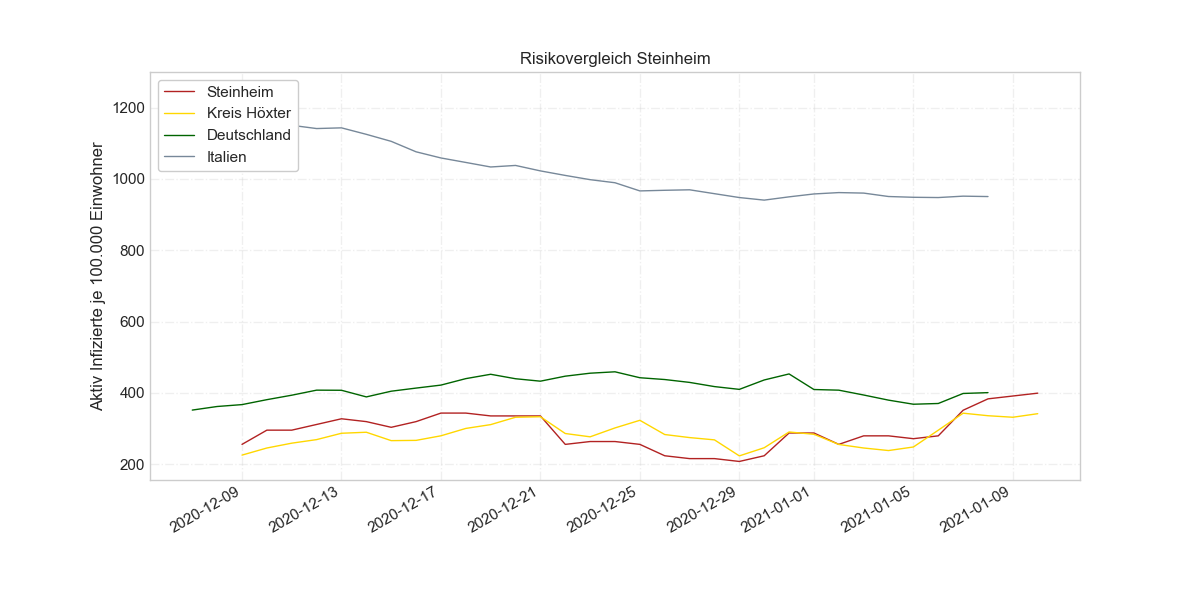 Risikovergleich Steinheim
Steinheim
Kreis Höxter
Deutschland
Italien
Aktiv Infizierte je 100.000 Einwohner
1200
1000
800
600
400
200
2020-12-09
2020-12-13
2020-12-17
2020-12-21
2020-12-25
2020-12-29
2021-01-01
2021-01-05
2021-01-09